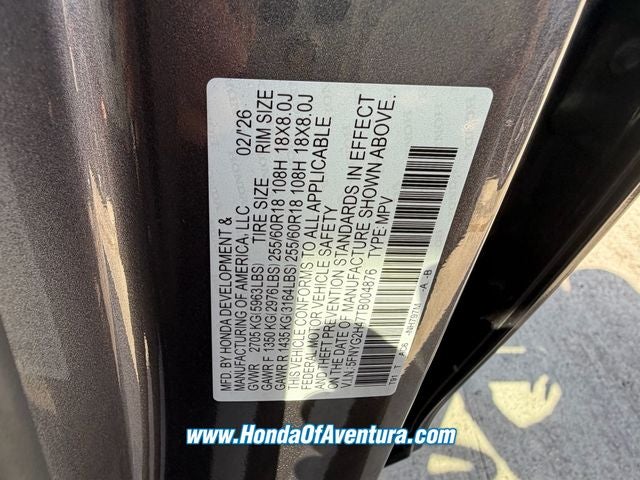 MFD. BY HONDA DEVELOPMENT &
MANUFACTURING OF AMERICA, LLC 02/'26
GVWR 2705 KG(5963LBS) TIRE SIZE RIM SIZE
GAWR F 1350 KG(2976LBS) 255/60R18 108H 18X8.0J
GAWR R 1435 KG(3164LBS) 255/60R18 108H 18X8.0J
THIS VEHICLE CONFORMS TO ALL APPLICABLE
FEDERAL MOTOR VEHICLE SAFETY
AND THEFT PREVENTION STANDARDS IN EFFECT
ON THE DATE OF MANUFACTURE SHOWN ABOVE.
V.I.N. TYPE:MPV
-A -B
www.HondaOfAventura.com